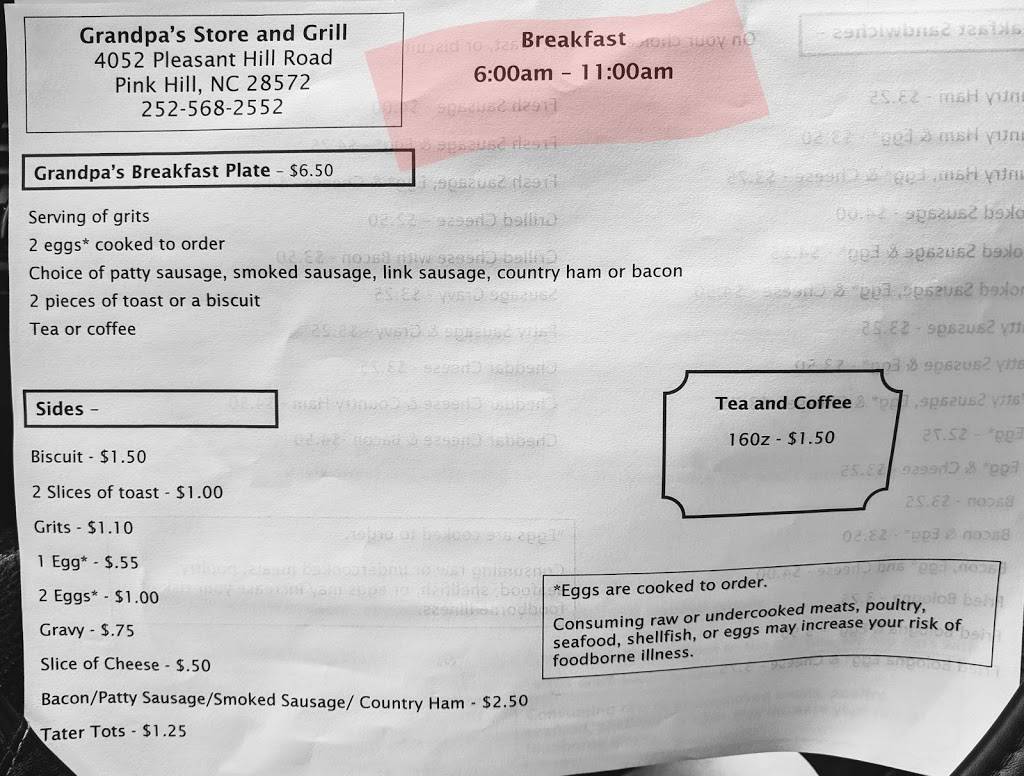 Grandpa's Store and Grill
4052 Pleasant Hill Road
Pink Hill, NC 28572
252-568-2552
Breakfast
6:00am – 11:00am
Grandpa's Breakfast Plate – $6.50
Serving of grits
2 eggs* cooked to order
Choice of patty sausage, smoked sausage, link sausage, country ham or bacon
2 pieces of toast or a biscuit
Tea or coffee
Sides –
Biscuit - $1.50
2 Slices of toast - $1.00
Grits - $1.10
1 Egg* - $.55
2 Eggs* - $1.00
Gravy - $.75
Slice of Cheese - $.50
Bacon/Patty Sausage/Smoked Sausage/ Country Ham - $2.50
Tater Tots - $1.25
Tea and Coffee
16oz - $1.50
*Eggs are cooked to order.
Consuming raw or undercooked meats, poultry,
seafood, shellfish, or eggs may increase your risk of
foodborne illness.